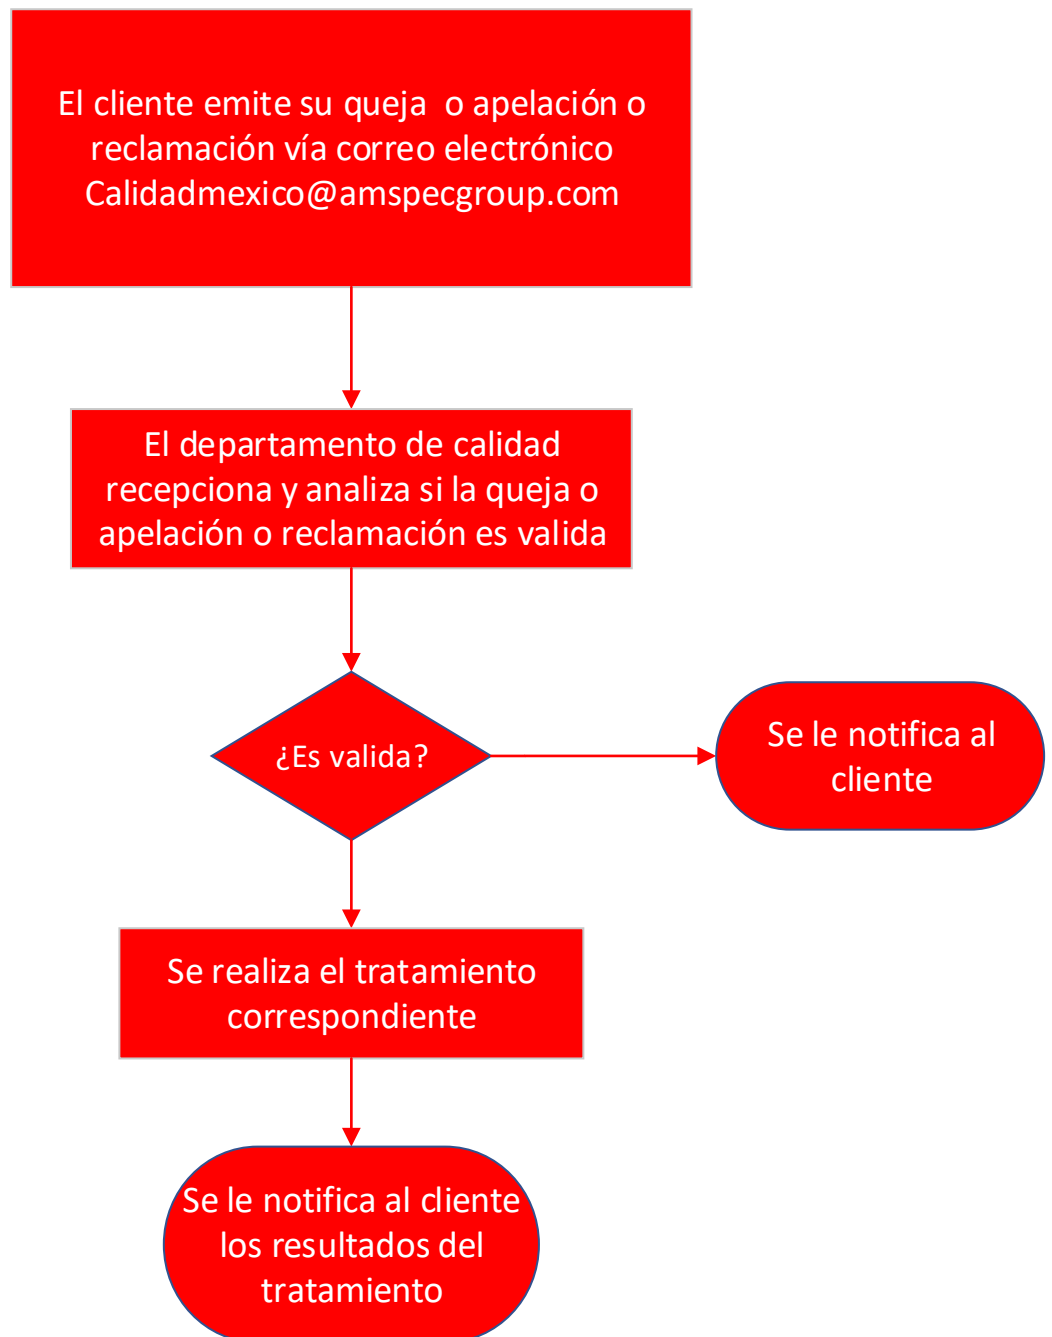 El cliente emite su queja  o apelación o
reclamación vía correo electrónico
Calidadmexico@amspecgroup.com
El departamento de calidad
recepciona y analiza si la queja o
apelación o reclamación es valida
¿Es valida?
Se le notifica al
cliente
Se realiza el tratamiento
correspondiente
Se le notifica al cliente
los resultados del
tratamiento